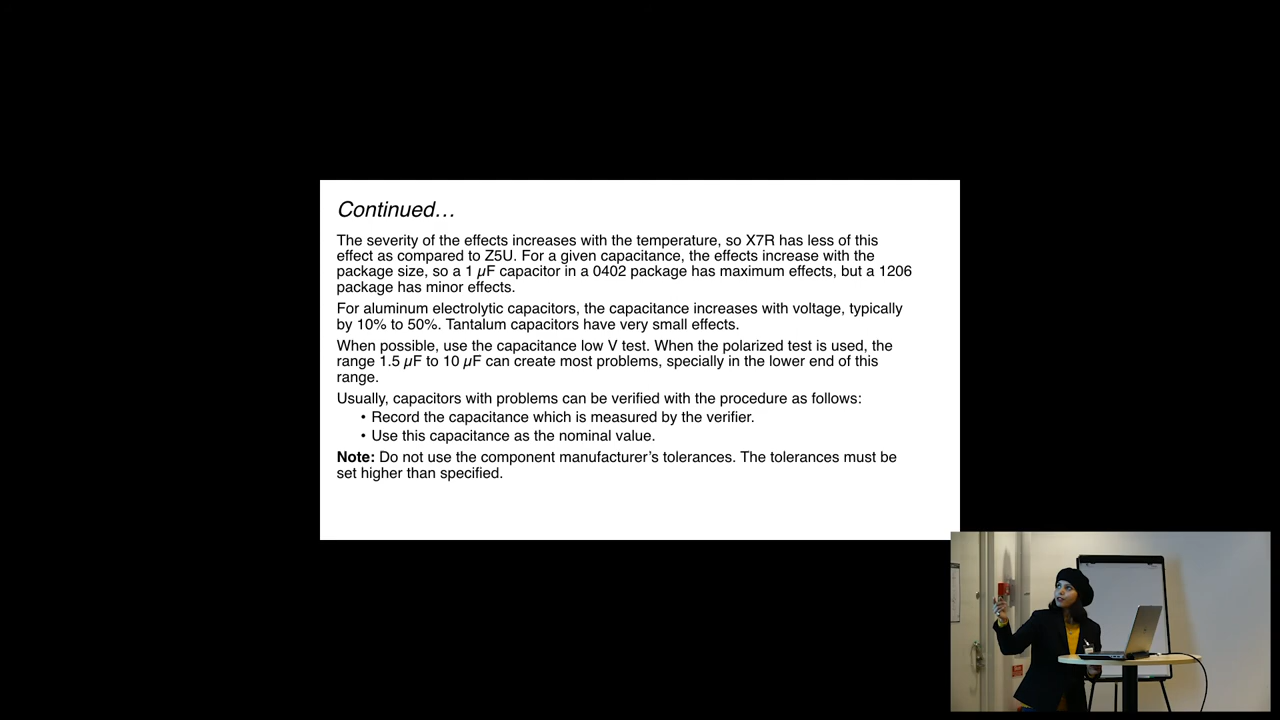 Continued…
The severity of the effects increases with the temperature, so X7R has less of this
effect as compared to Z5U. For a given capacitance, the effects increase with the
package size, so a 1 µF capacitor in a 0402 package has maximum effects, but a 1206
package has minor effects.
For aluminum electrolytic capacitors, the capacitance increases with voltage, typically
by 10% to 50%. Tantalum capacitors have very small effects.
When possible, use the capacitance low V test. When the polarized test is used, the
range 1.5 µF to 10 µF can create most problems, specially in the lower end of this
range.
Usually, capacitors with problems can be verified with the procedure as follows:
• Record the capacitance which is measured by the verifier.
• Use this capacitance as the nominal value.
Note: Do not use the component manufacturer’s tolerances. The tolerances must be
set higher than specified.